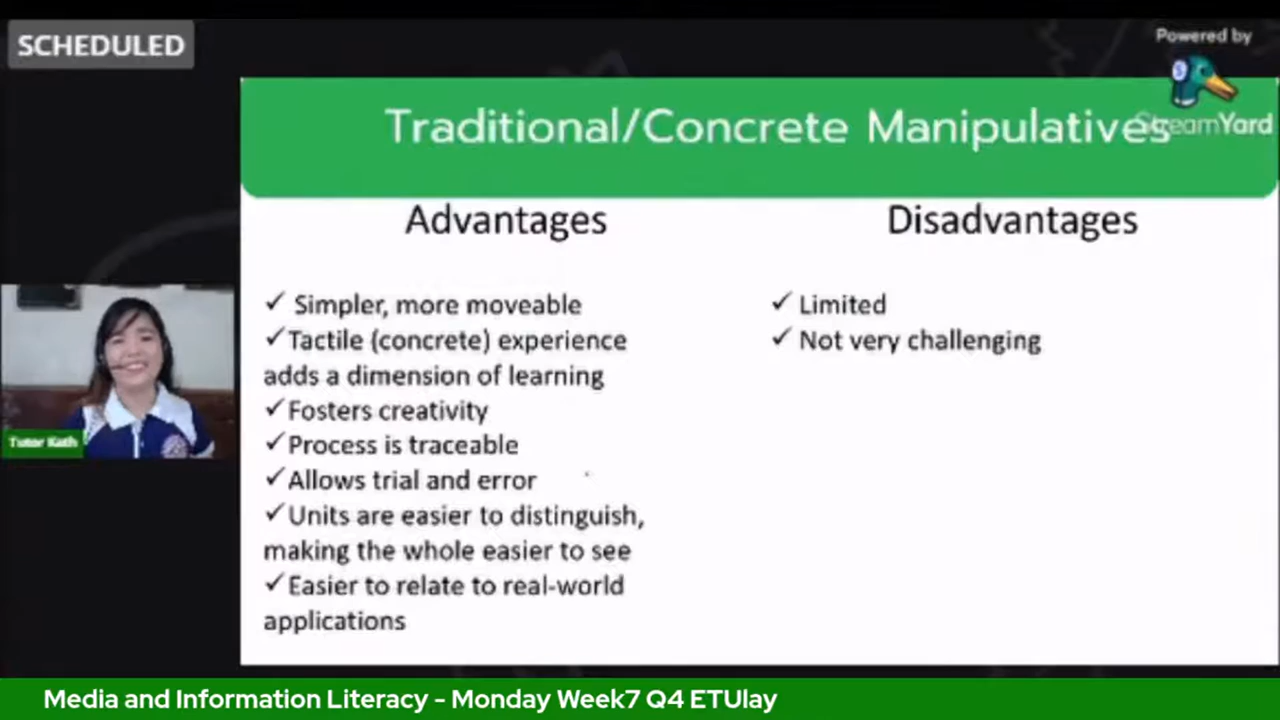 SCHEDULED
Powered by
StreamYard
Traditional/Concrete Manipulatives
Advantages
✓ Simpler, more moveable
✓Tactile (concrete) experience
adds a dimension of learning
✓Fosters creativity
✓Process is traceable
✓Allows trial and error
✓Units are easier to distinguish,
making the whole easier to see
✓Easier to relate to real-world
applications
Disadvantages
✓ Limited
✓ Not very challenging
Tutor Kath
Media and Information Literacy - Monday Week7 Q4 ETUlay